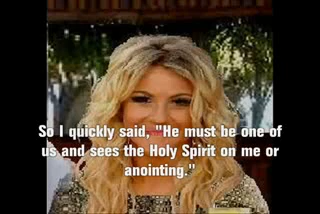 So I quickly said, "He must be one of
us and sees the Holy Spirit on me or
anointing."